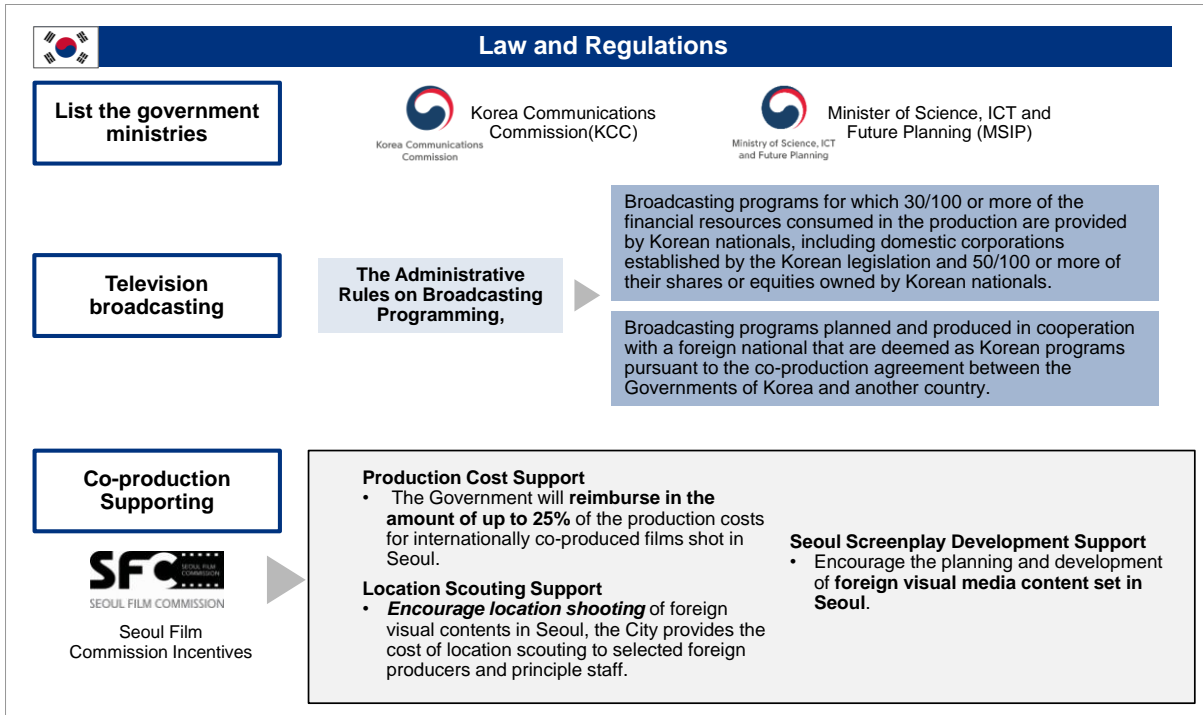 Law and Regulations
List the government
ministries
Korea Communications
Commission
Korea Communications
Commission(KCC)
Ministry of Science, ICT
and Future Planning
Minister of Science, ICT and
Future Planning (MSIP)
Television
broadcasting
The Administrative
Rules on Broadcasting
Programming,
Broadcasting programs for which 30/100 or more of the
financial resources consumed in the production are provided
by Korean nationals, including domestic corporations
established by the Korean legislation and 50/100 or more of
their shares or equities owned by Korean nationals.
Broadcasting programs planned and produced in cooperation
with a foreign national that are deemed as Korean programs
pursuant to the co-production agreement between the
Governments of Korea and another country.
Co-production
Supporting
SFC
SEOUL FILM
COMMISSION
SEOUL FILM COMMISSION
Seoul Film
Commission Incentives
Production Cost Support
• The Government will reimburse in the
amount of up to 25% of the production costs
for internationally co-produced films shot in
Seoul.
Location Scouting Support
• Encourage location shooting of foreign
visual contents in Seoul, the City provides the
cost of location scouting to selected foreign
producers and principle staff.
Seoul Screenplay Development Support
• Encourage the planning and development
of foreign visual media content set in
Seoul.